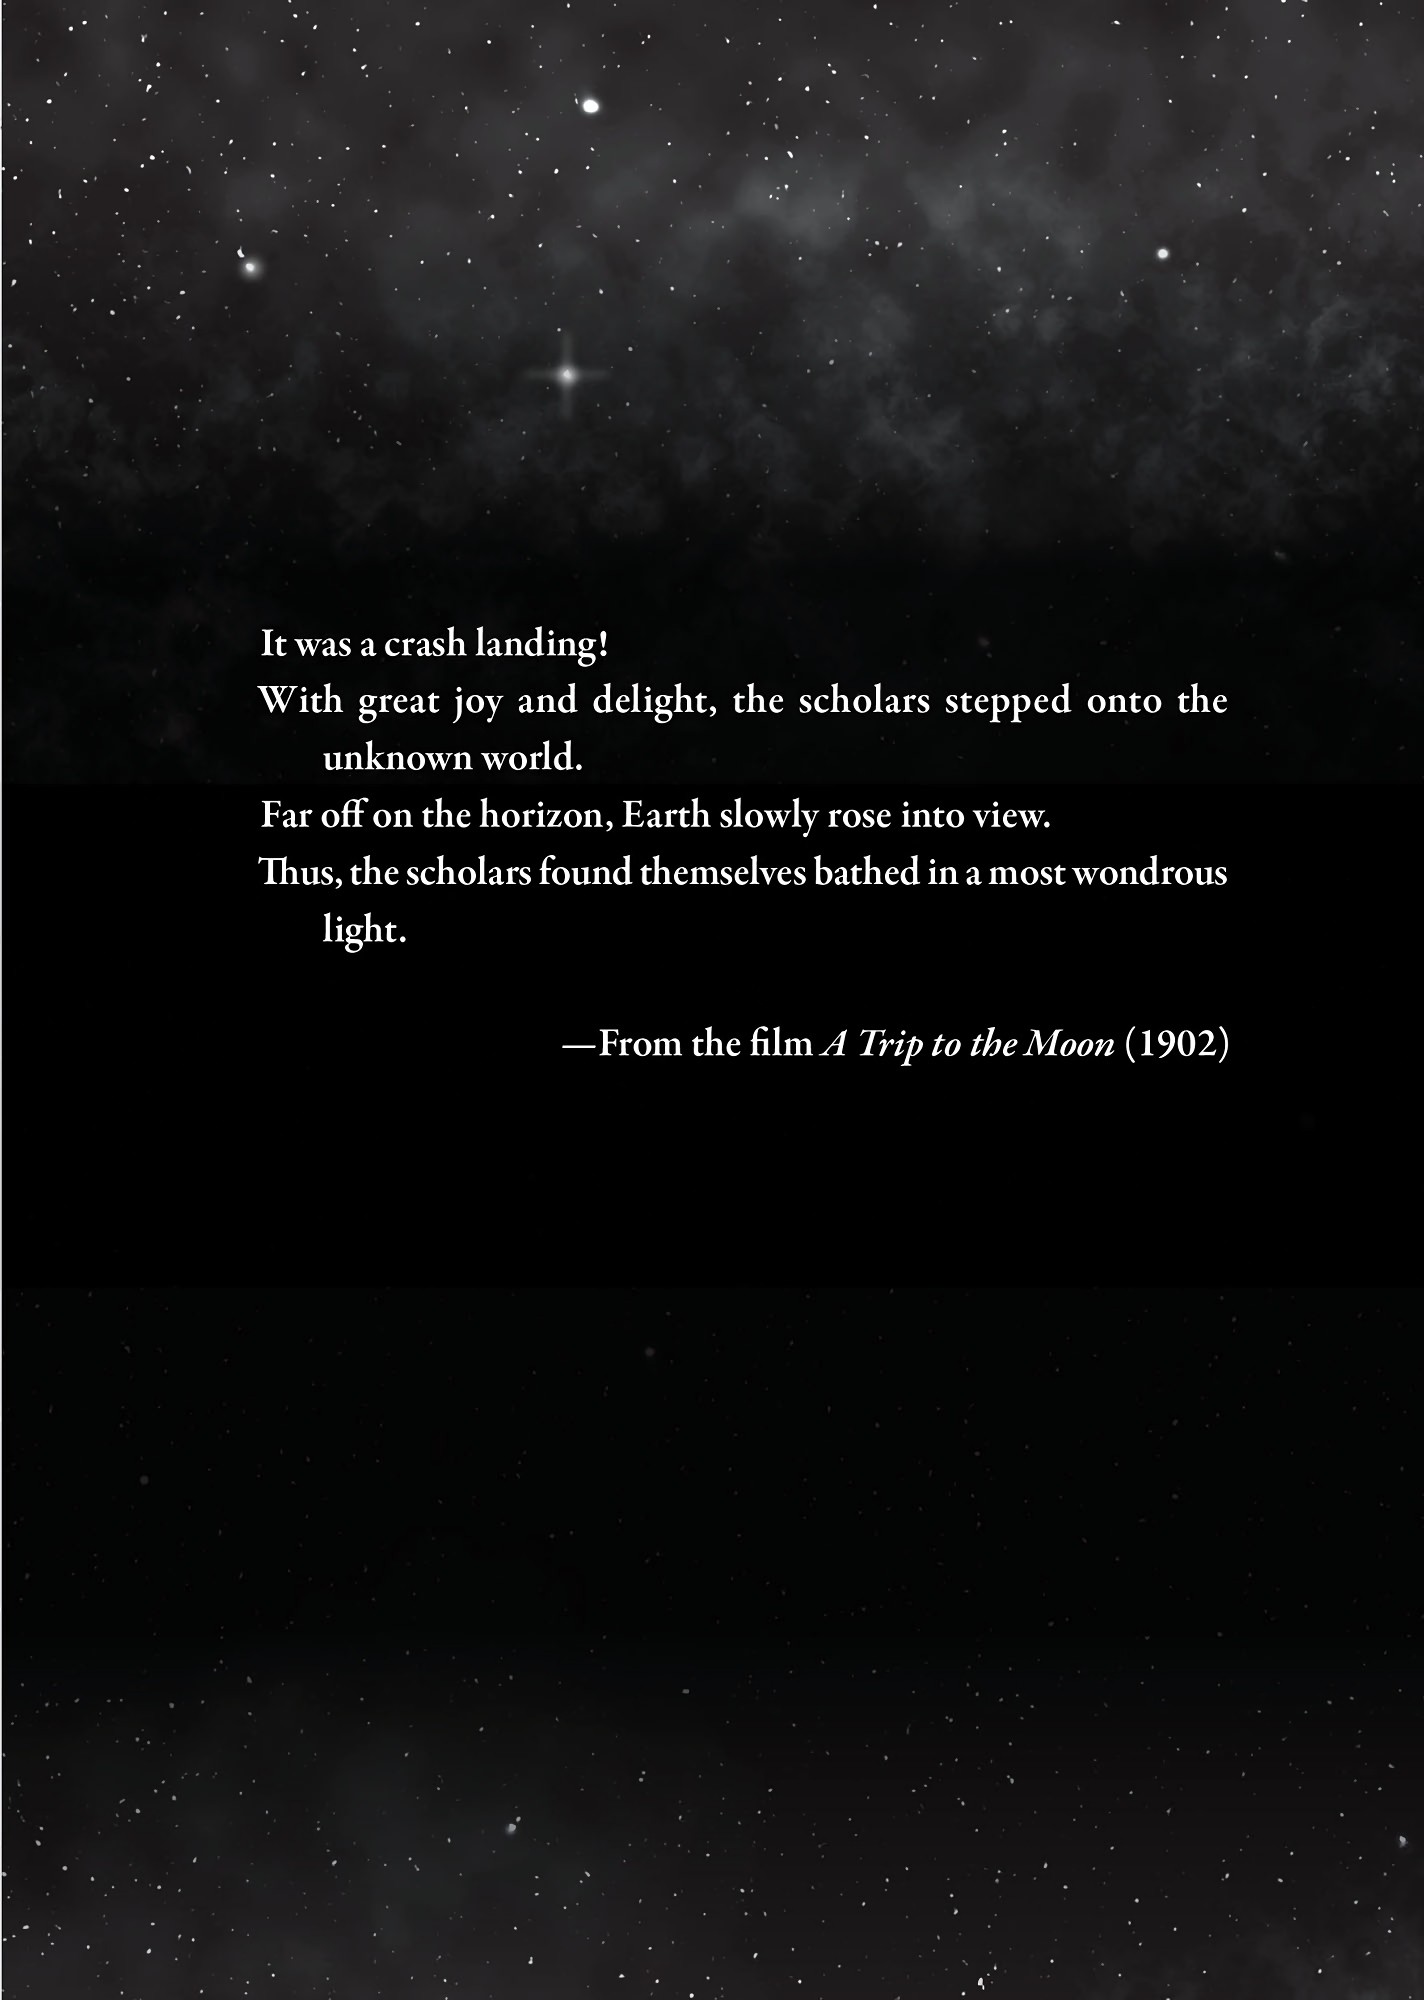 It was a crash landing!
With great joy and delight, the scholars stepped onto the
unknown world.
Far off on the horizon, Earth slowly rose into view.
Thus, the scholars found themselves bathed in a most wondrous
light.
—From the film A Trip to the Moon (1902)